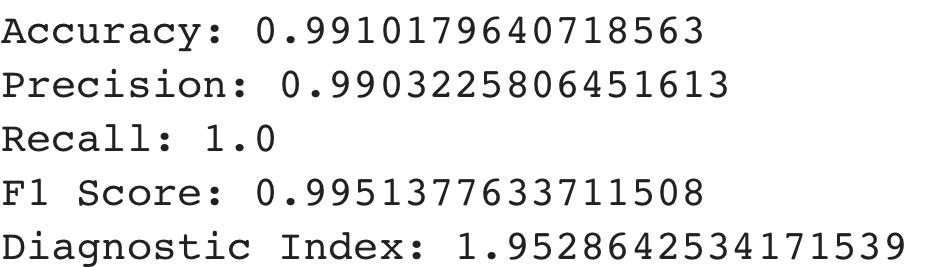 Accuracy: 0.9910179640718563
Precision: 0.9903225806451613
Recall: 1.0
F1 Score: 0.9951377633711508
Diagnostic Index: 1.9528642534171539